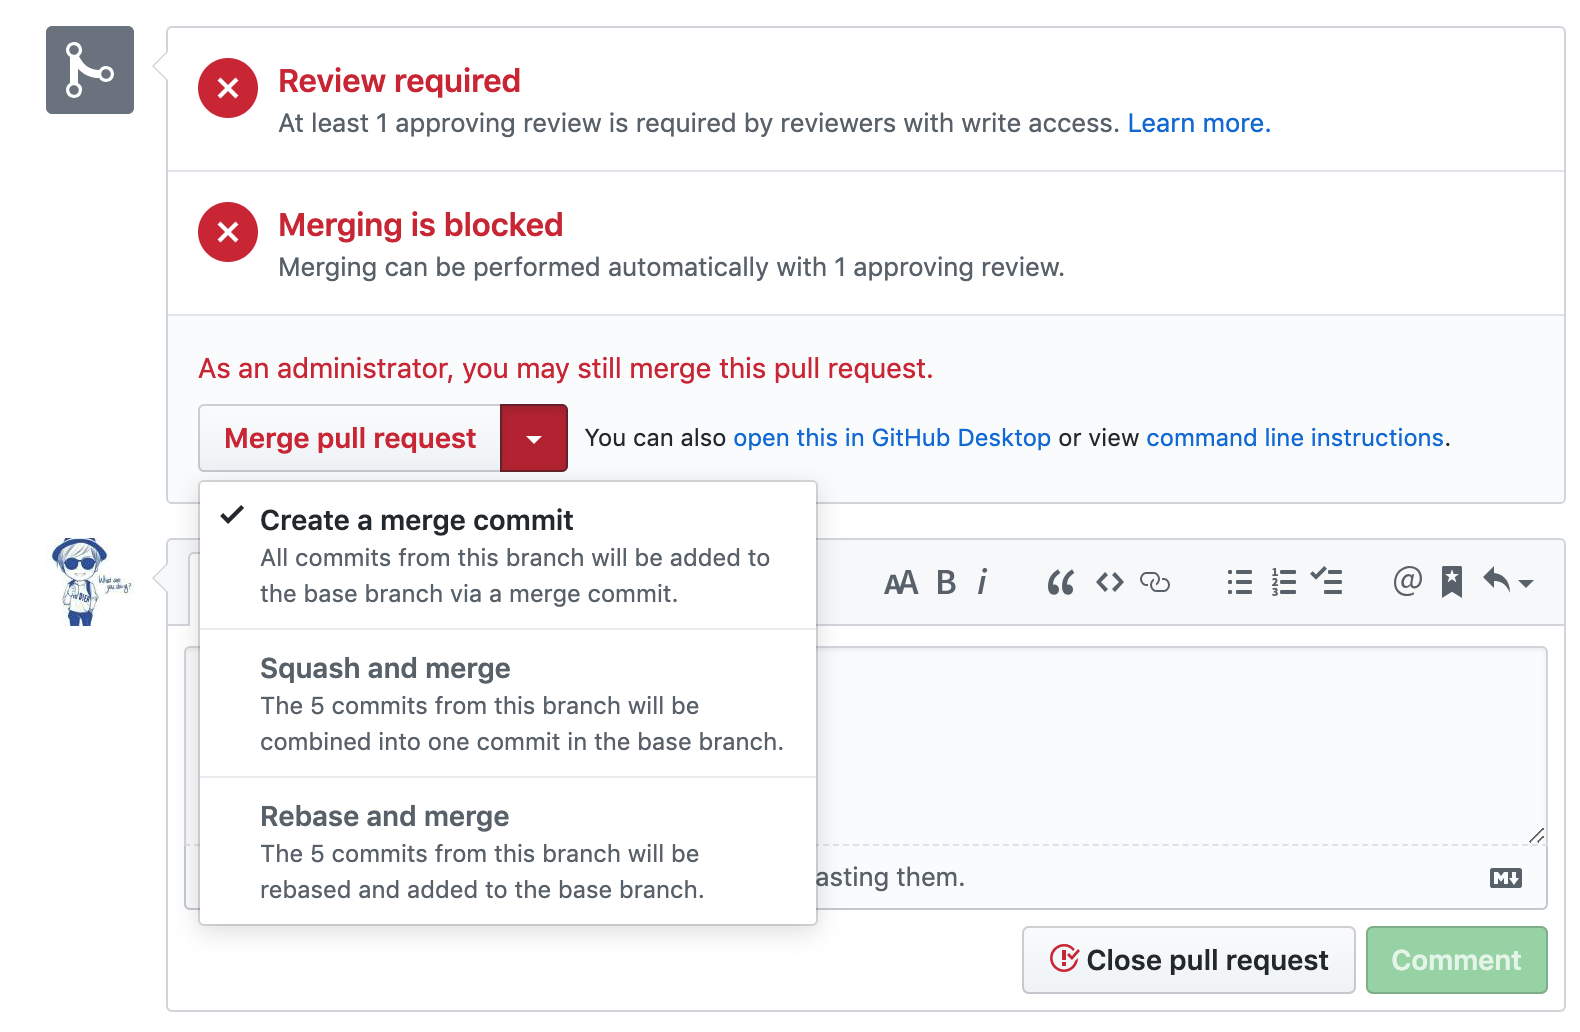 Review required
At least 1 approving review is required by reviewers with write access. Learn more.
Merging is blocked
Merging can be performed automatically with 1 approving review.
As an administrator, you may still merge this pull request.
Merge pull request
You can also open this in GitHub Desktop or view command line instructions.
Create a merge commit
All commits from this branch will be added to
the base branch via a merge commit.
Squash and merge
The 5 commits from this branch will be
combined into one commit in the base branch.
Rebase and merge
The 5 commits from this branch will be
rebased and added to the base branch.
What are
you doing?
AA B i
@
asting them.
M
Close pull request
Comment